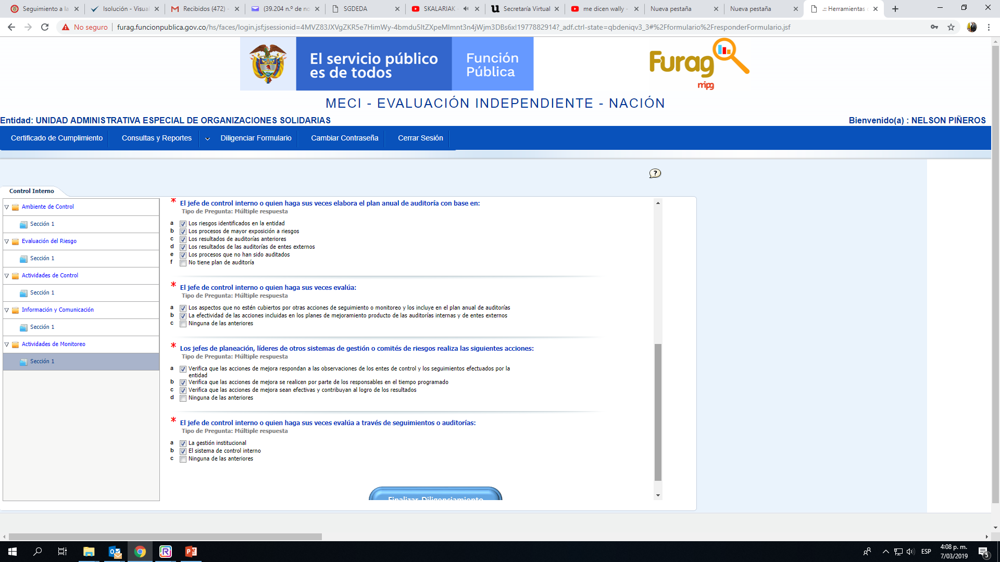 Seguimiento a la
Isolución - Visual
Recibidos (472) -
(39.204 n.º de no
SGDEDA
SKALARIAK
Secretaría Virtual
me dicen wally -
Nueva pestaña
Nueva pestaña
.:: Herramientas
No seguro
furag.funcionpublica.gov.co/hs/faces/login.jsf;jsessionid=4MVZ83JXVgZKR5e7HimWy-4bmdu5ItZXpeMlmnt3n4jWjm3DBs6x!1977882914?_adf.ctrl-state=qbdeniqv3_3#%2Fformulario%2FresponderFormulario.jsf
El servicio público
es de todos
Función
Pública
Furag
mipg
MECI - EVALUACIÓN INDEPENDIENTE - NACIÓN
Entidad: UNIDAD ADMINISTRATIVA ESPECIAL DE ORGANIZACIONES SOLIDARIAS
Bienvenido(a) : NELSON PIÑEROS
Certificado de Cumplimiento
Consultas y Reportes
Diligenciar Formulario
Cambiar Contraseña
Cerrar Sesión
?
Control Interno
Ambiente de Control
Sección 1
Evaluación del Riesgo
Sección 1
Actividades de Control
Sección 1
Información y Comunicación
Sección 1
Actividades de Monitoreo
Sección 1
* El jefe de control interno o quien haga sus veces elabora el plan anual de auditoría con base en:
Tipo de Pregunta: Múltiple respuesta
a Los riesgos identificados en la entidad
b Los procesos de mayor exposición a riesgos
c Los resultados de auditorías anteriores
d Los resultados de las auditorías de entes externos
e Los procesos que no han sido auditados
f No tiene plan de auditoría
* El jefe de control interno o quien haga sus veces evalúa:
Tipo de Pregunta: Múltiple respuesta
a Los aspectos que no estén cubiertos por otras acciones de seguimiento o monitoreo y los incluye en el plan anual de auditorías
b La efectividad de las acciones incluidas en los planes de mejoramiento producto de las auditorías internas y de entes externos
c Ninguna de las anteriores
* Los jefes de planeación, líderes de otros sistemas de gestión o comités de riesgos realiza las siguientes acciones:
Tipo de Pregunta: Múltiple respuesta
a Verifica que las acciones de mejora respondan a las observaciones de los entes de control y los seguimientos efectuados por la
entidad
b Verifica que las acciones de mejora se realicen por parte de los responsables en el tiempo programado
c Verifica que las acciones de mejora sean efectivas y contribuyan al logro de los resultados
d Ninguna de las anteriores
* El jefe de control interno o quien haga sus veces evalúa a través de seguimientos o auditorías:
Tipo de Pregunta: Múltiple respuesta
a La gestión institucional
b El sistema de control interno
c Ninguna de las anteriores
Finalizar Diligenciamiento
ESP
4:08 p. m.
7/03/2019
5